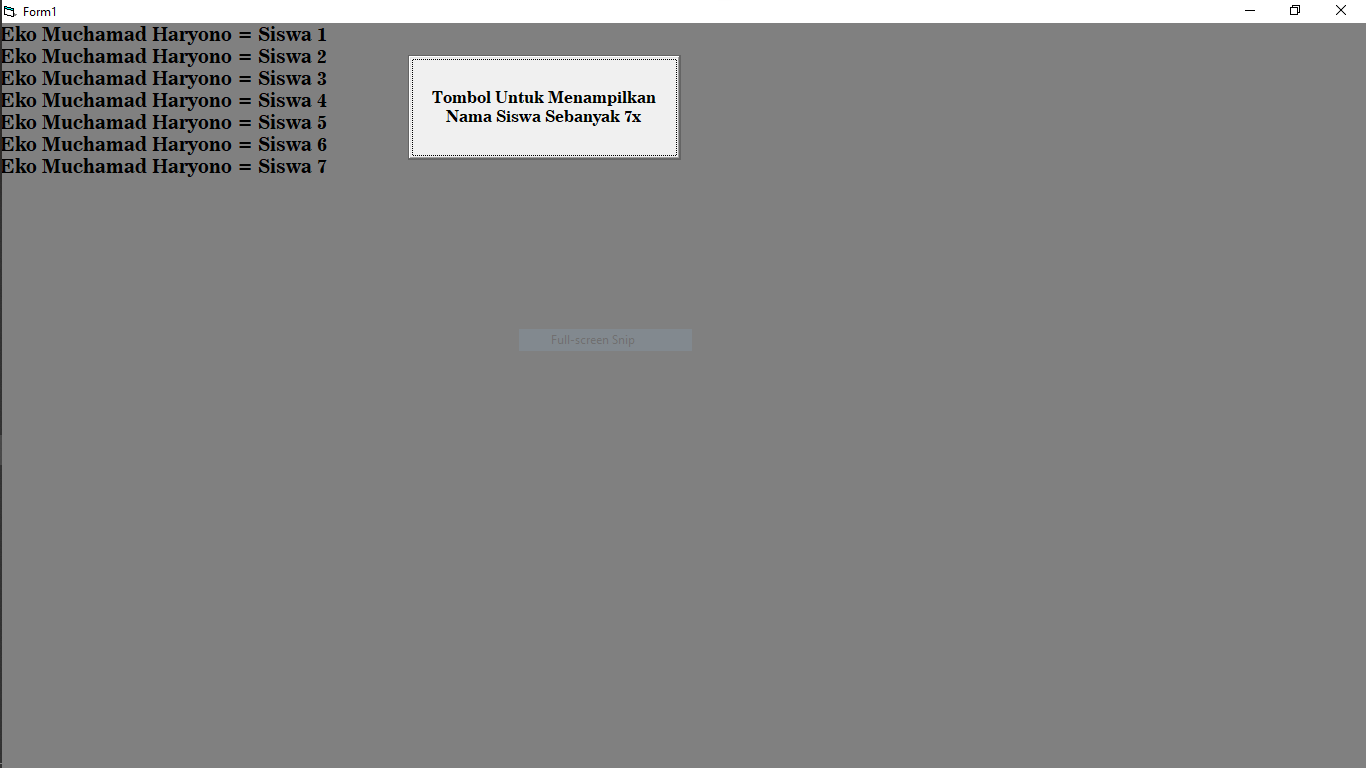 Form1
Eko Muchamad Haryono = Siswa 1
Eko Muchamad Haryono = Siswa 2
Eko Muchamad Haryono = Siswa 3
Eko Muchamad Haryono = Siswa 4
Eko Muchamad Haryono = Siswa 5
Eko Muchamad Haryono = Siswa 6
Eko Muchamad Haryono = Siswa 7
Tombol Untuk Menampilkan
Nama Siswa Sebanyak 7x
Full-screen Snip